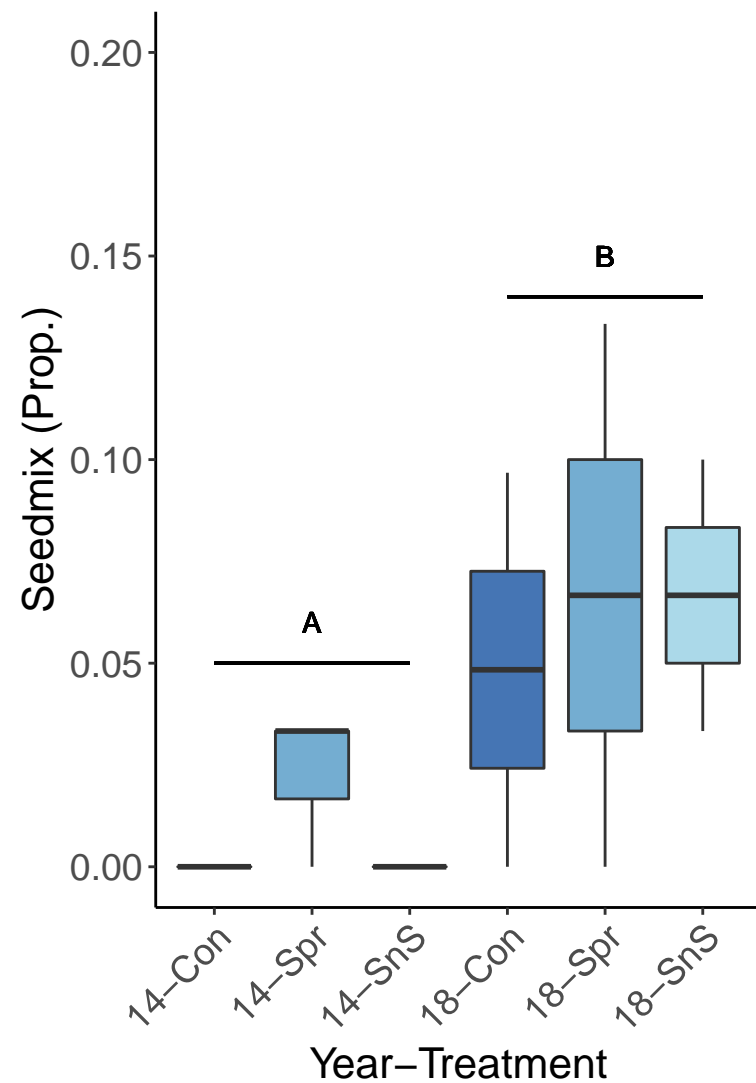 Seedmix (Prop.)
0.20
0.15
0.10
0.05
0.00
B
A
14−Con
14−Spr
14−SnS
18−Con
18−Spr
18−SnS
Year−Treatment